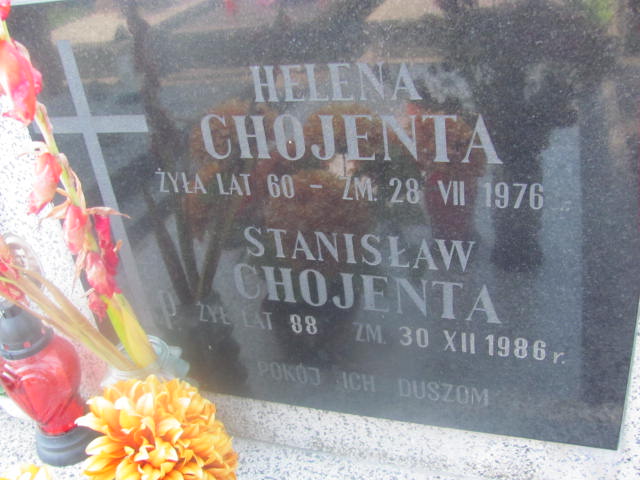 HELENA
CHOJENTA
ŻYŁA LAT 60 - ZM. 28 VII 1976
STANISŁAW
CHOJENTA
ŻYŁ LAT 88 ZM. 30 XII 1986 r.
POKÓJ ICH DUSZOM